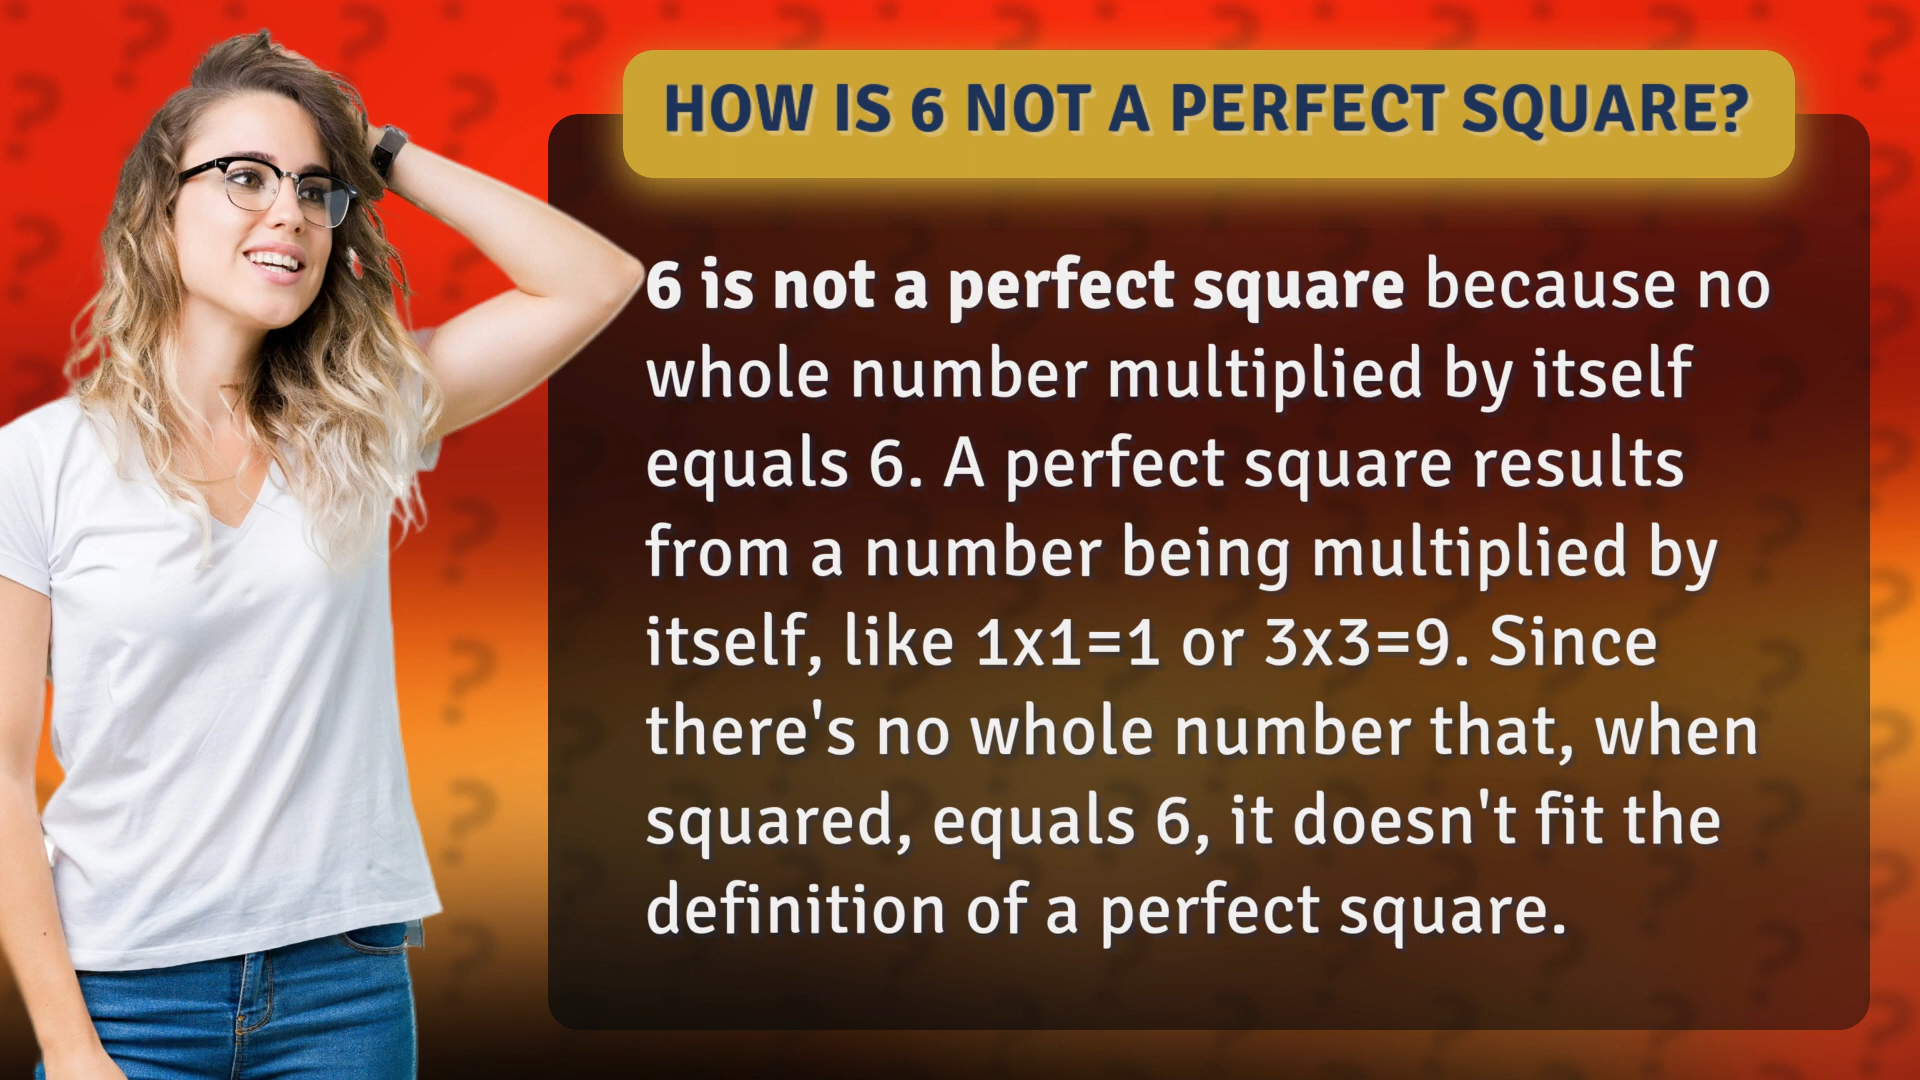 HOW IS 6 NOT A PERFECT SQUARE?
6 is not a perfect square because no
whole number multiplied by itself
equals 6. A perfect square results
from a number being multiplied by
itself, like 1x1=1 or 3x3=9. Since
there's no whole number that, when
squared, equals 6, it doesn't fit the
definition of a perfect square.